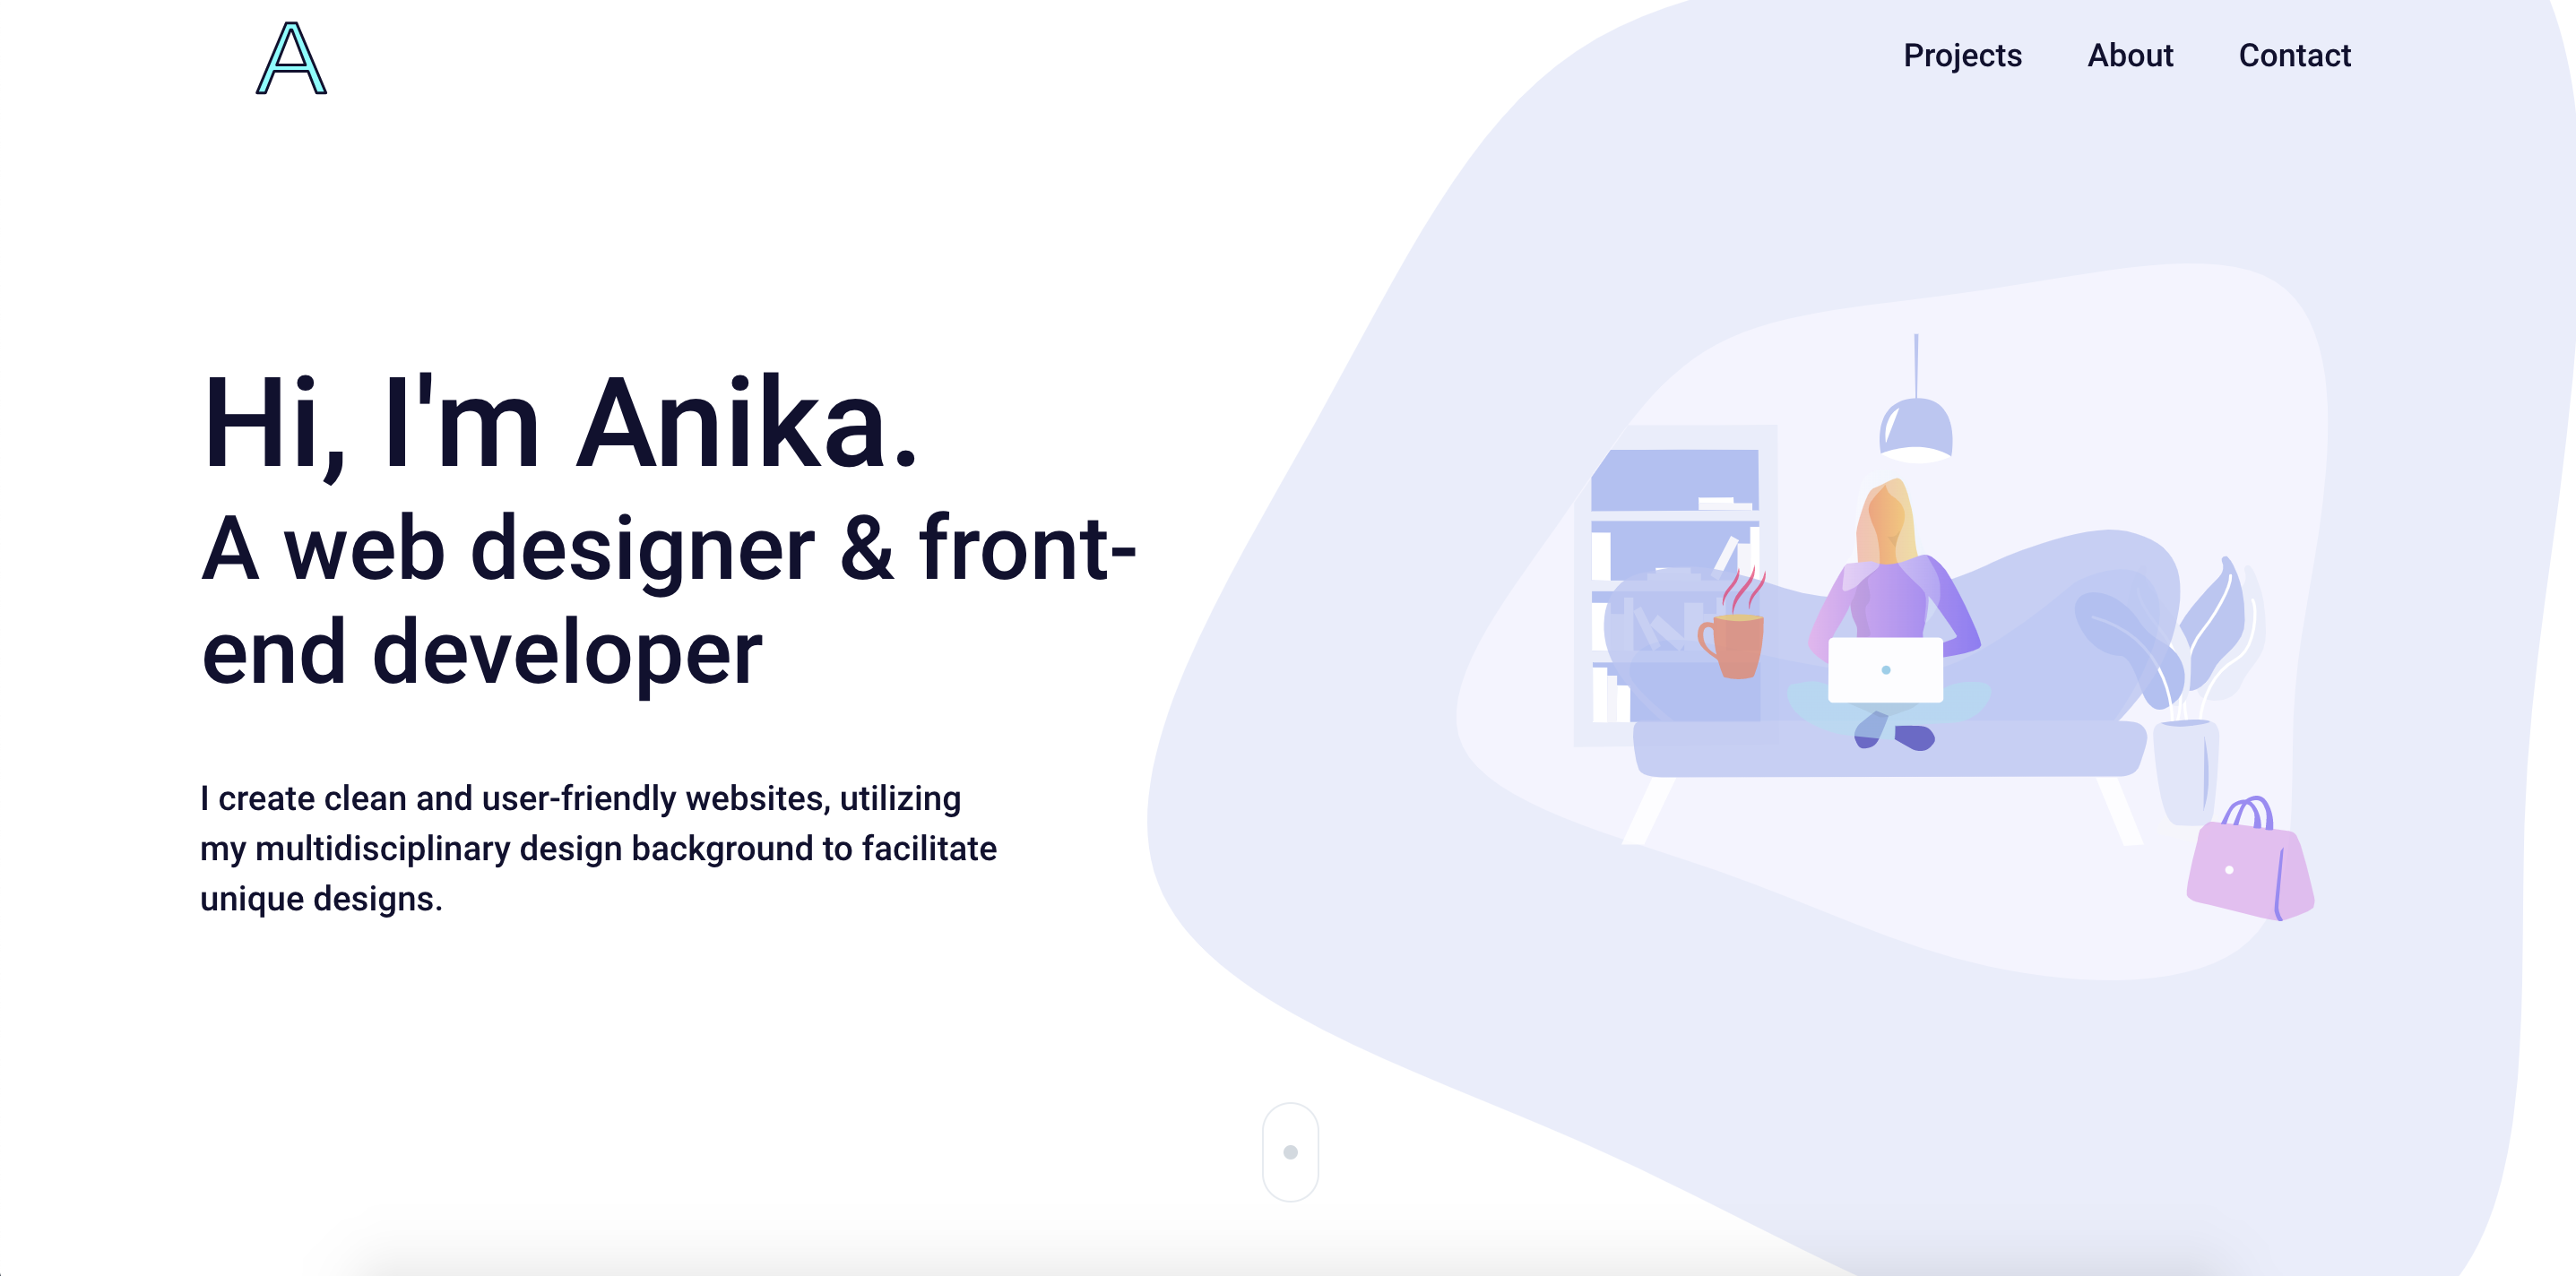 A
Projects About Contact
Hi, I'm Anika.
A web designer & front-
end developer
I create clean and user-friendly websites, utilizing
my multidisciplinary design background to facilitate
unique designs.